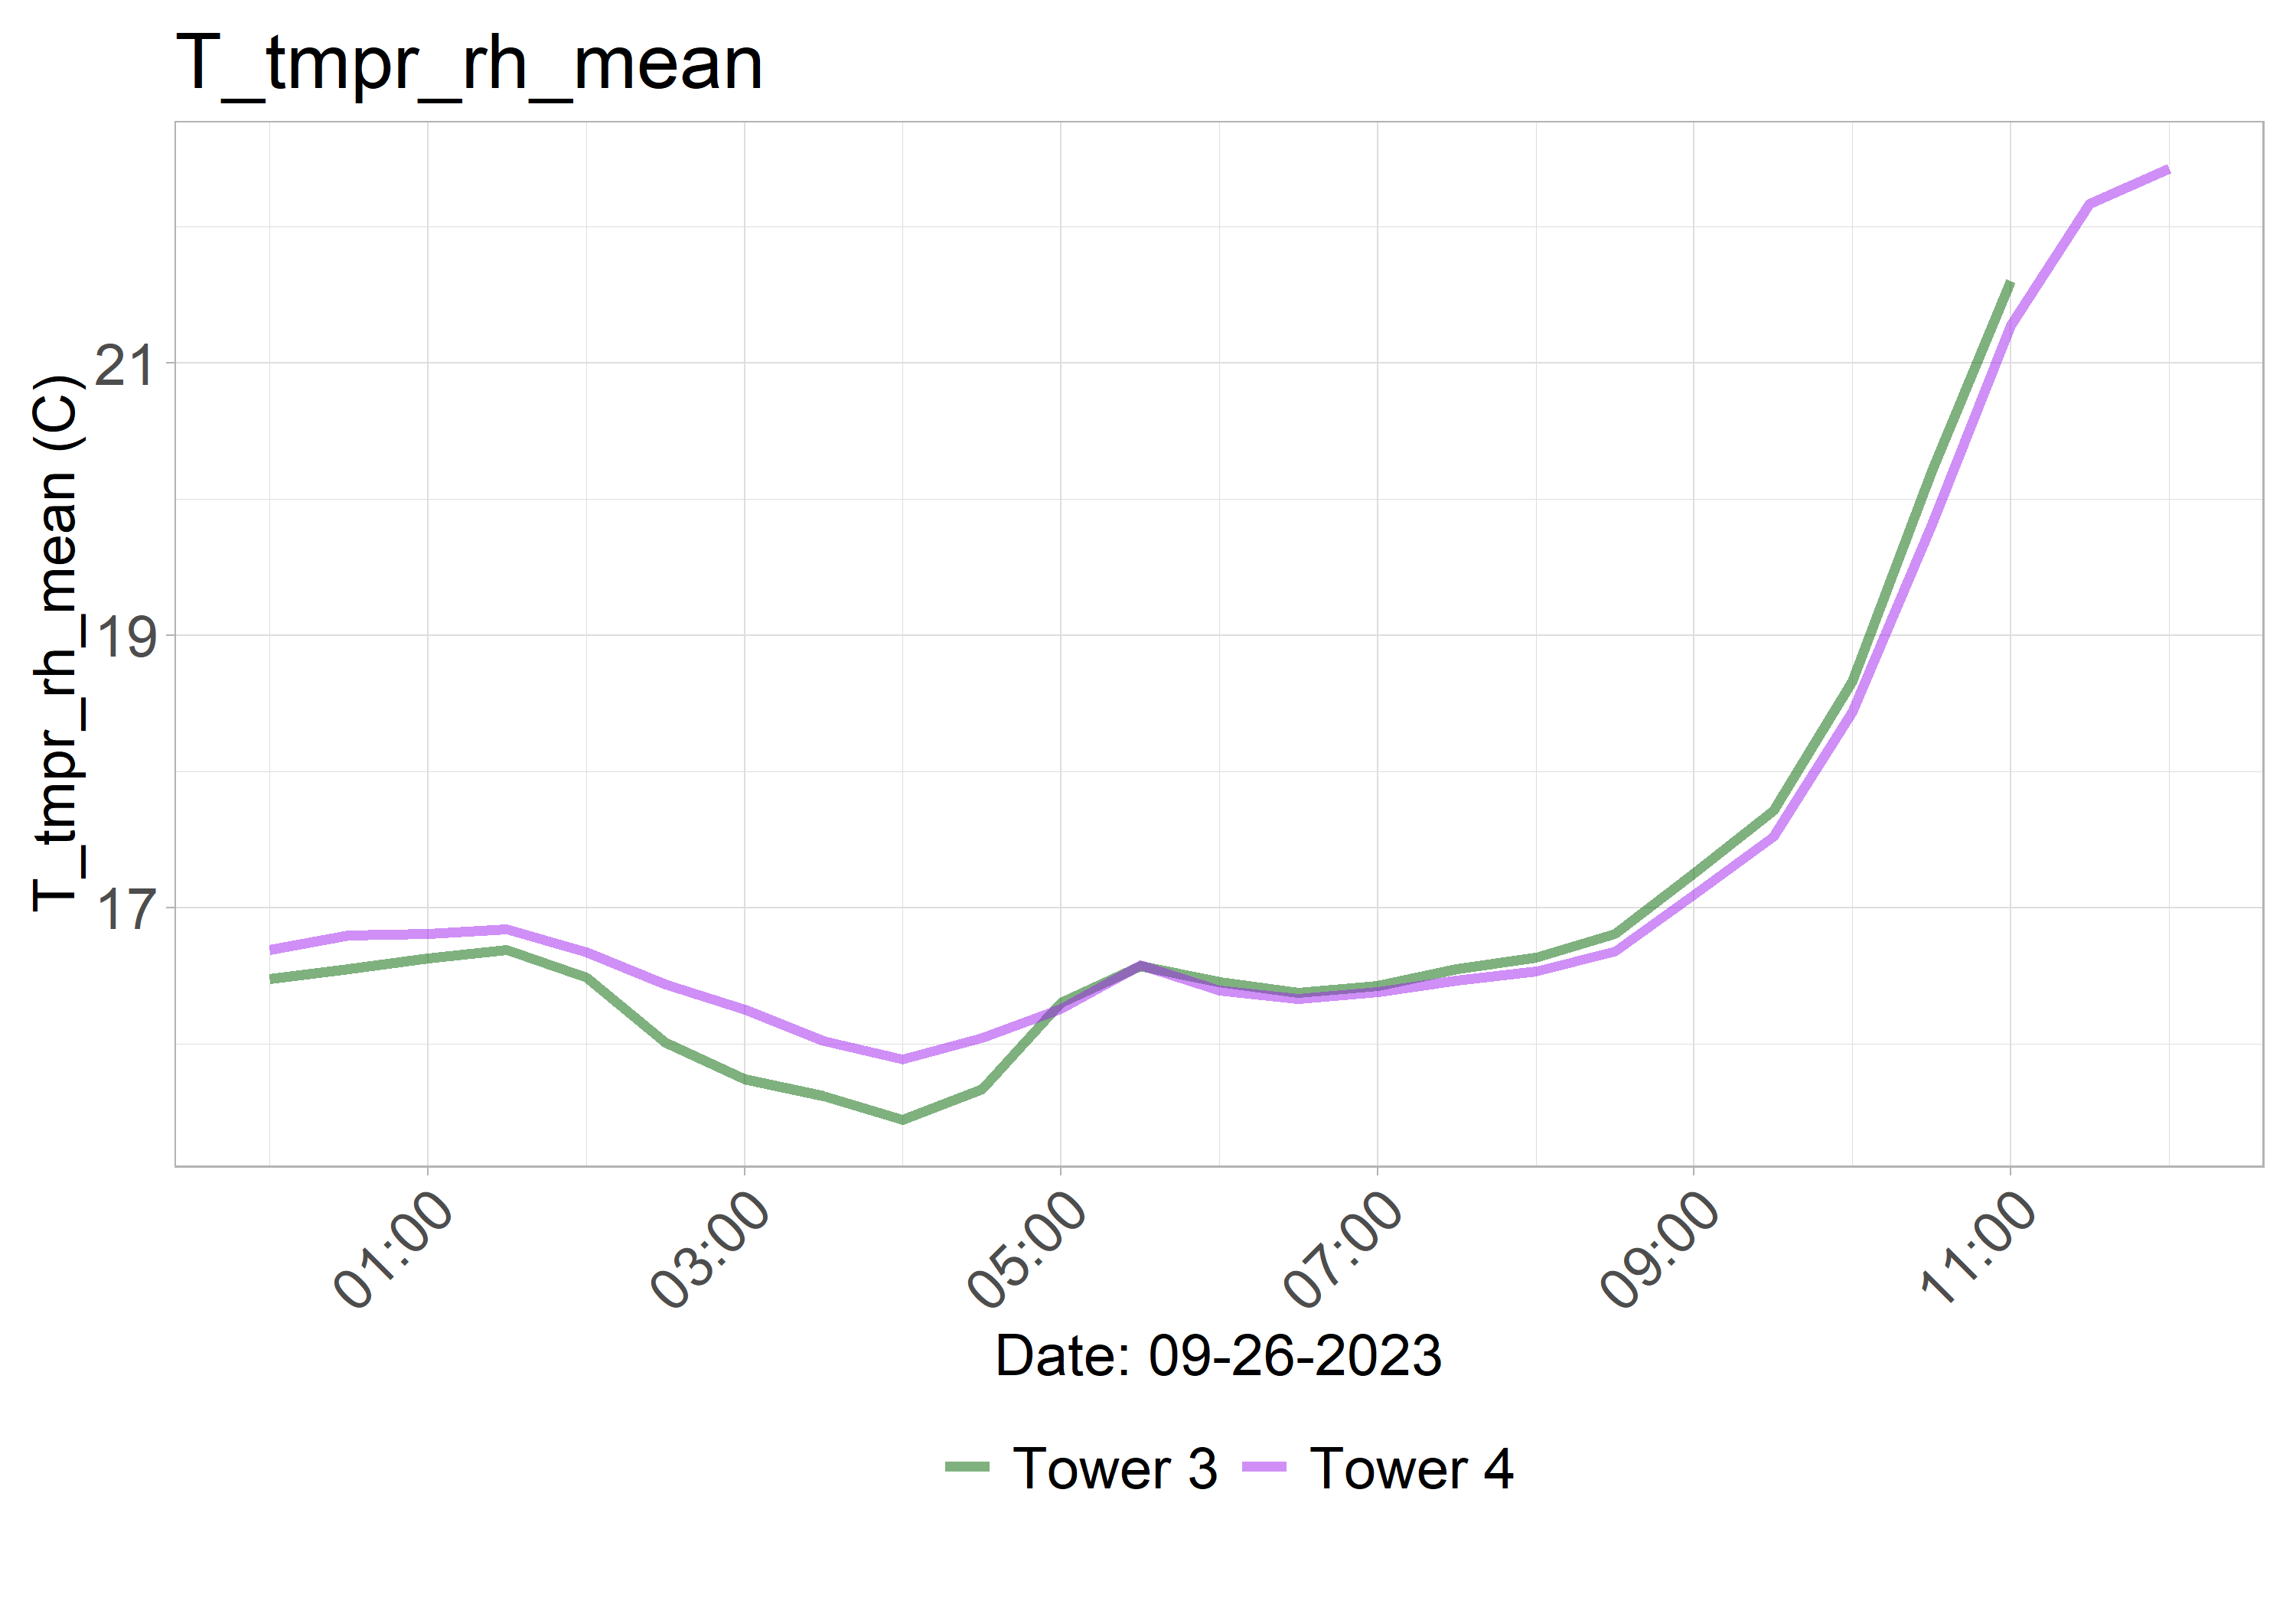 T_tmpr_rh_mean
T_tmpr_rh_mean (C)
21
19
17
01:00
03:00
05:00
07:00
09:00
11:00
Date: 09-26-2023
Tower 3
Tower 4